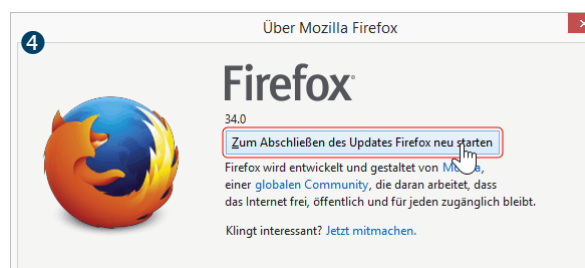 Über Mozilla Firefox
4
Firefox
34.0
Zum Abschließen des Updates Firefox neu starten
Firefox wird entwickelt und gestaltet von
einer globalen Community, die daran arbeitet, dass
das Internet frei, öffentlich und für jeden zugänglich bleibt.
Klingt interessant? Jetzt mitmachen.